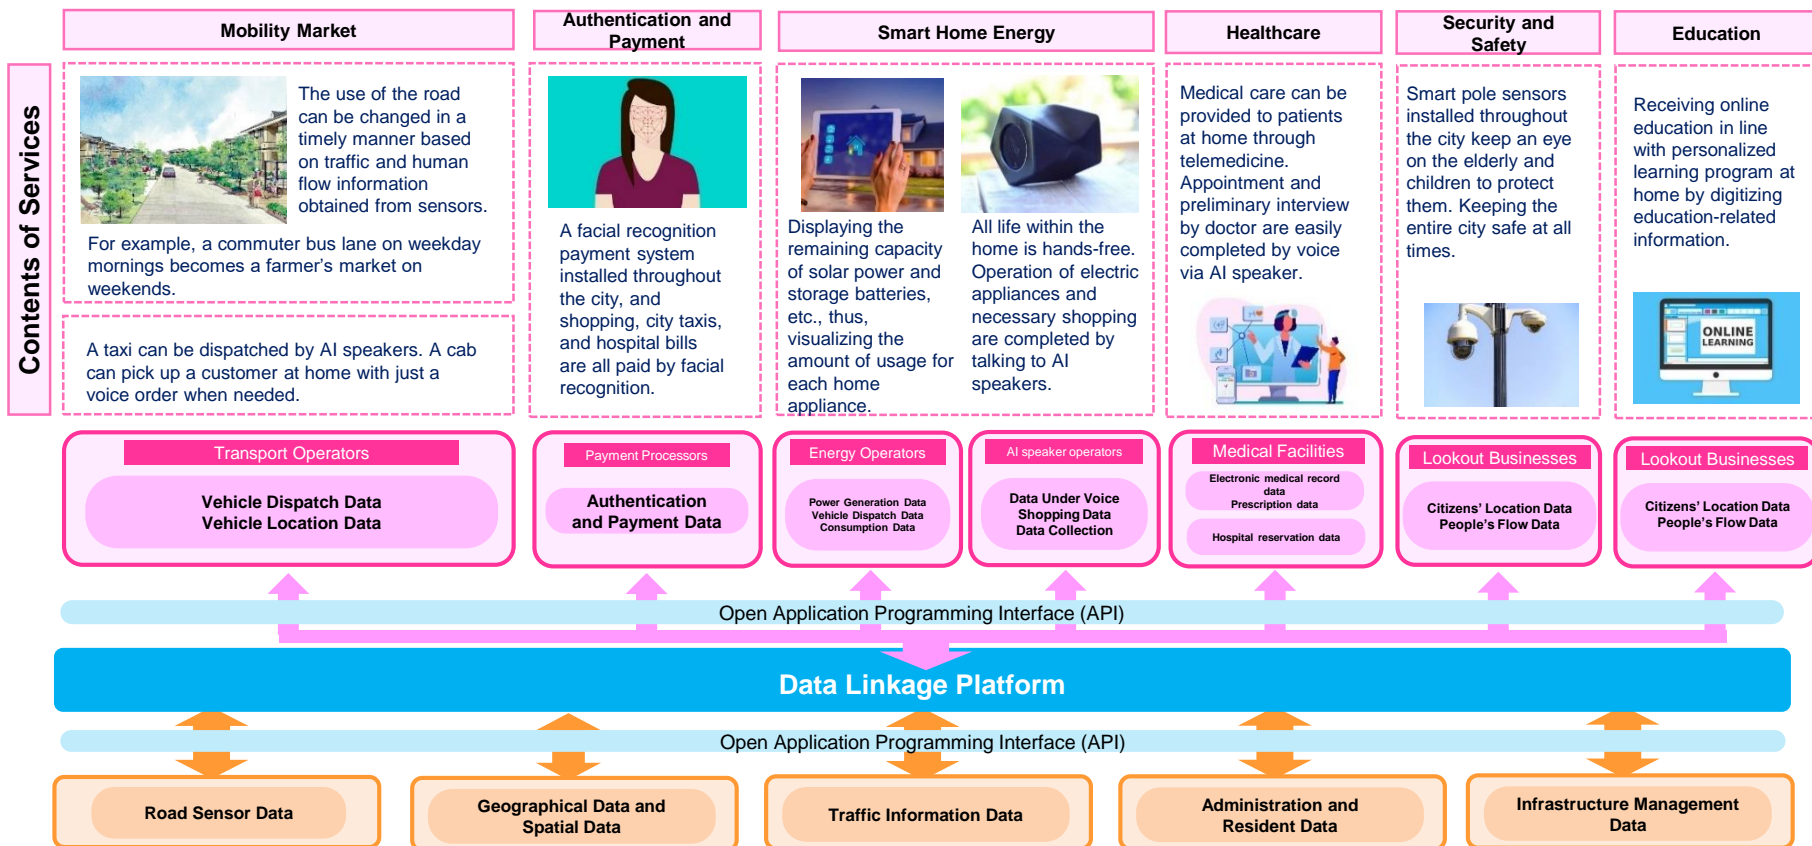 Mobility Market
Authentication and
Payment
Smart Home Energy
Healthcare
Security and
Safety
Education
Contents of Services
The use of the road
can be changed in a
timely manner based
on traffic and human
flow information
obtained from sensors.
For example, a commuter bus lane on weekday
mornings becomes a farmer's market on
weekends.
A taxi can be dispatched by AI speakers. A cab
can pick up a customer at home with just a
voice order when needed.
A facial recognition
payment system
installed throughout
the city, and
shopping, city taxis,
and hospital bills
are all paid by facial
recognition.
Displaying the
remaining capacity
of solar power and
storage batteries,
etc., thus,
visualizing the
amount of usage for
each home
appliance.
All life within the
home is hands-free.
Operation of electric
appliances and
necessary shopping
are completed by
talking to AI
speakers.
Medical care can be
provided to patients
at home through
telemedicine.
Appointment and
preliminary interview
by doctor are easily
completed by voice
via AI speaker.
Smart pole sensors
installed throughout
the city keep an eye
on the elderly and
children to protect
them. Keeping the
entire city safe at all
times.
Receiving online
education in line
with personalized
learning program at
home by digitizing
education-related
information.
ONLINE
LEARNING
Transport Operators
Vehicle Dispatch Data
Vehicle Location Data
Payment Processors
Authentication
and Payment Data
Energy Operators
Power Generation Data
Vehicle Dispatch Data
Consumption Data
AI speaker operators
Data Under Voice
Shopping Data
Data Collection
Medical Facilities
Electronic medical record
data
Prescription data
Hospital reservation data
Lookout Businesses
Citizens' Location Data
People's Flow Data
Lookout Businesses
Citizens' Location Data
People's Flow Data
Open Application Programming Interface (API)
Data Linkage Platform
Open Application Programming Interface (API)
Road Sensor Data
Geographical Data and
Spatial Data
Traffic Information Data
Administration and
Resident Data
Infrastructure Management
Data